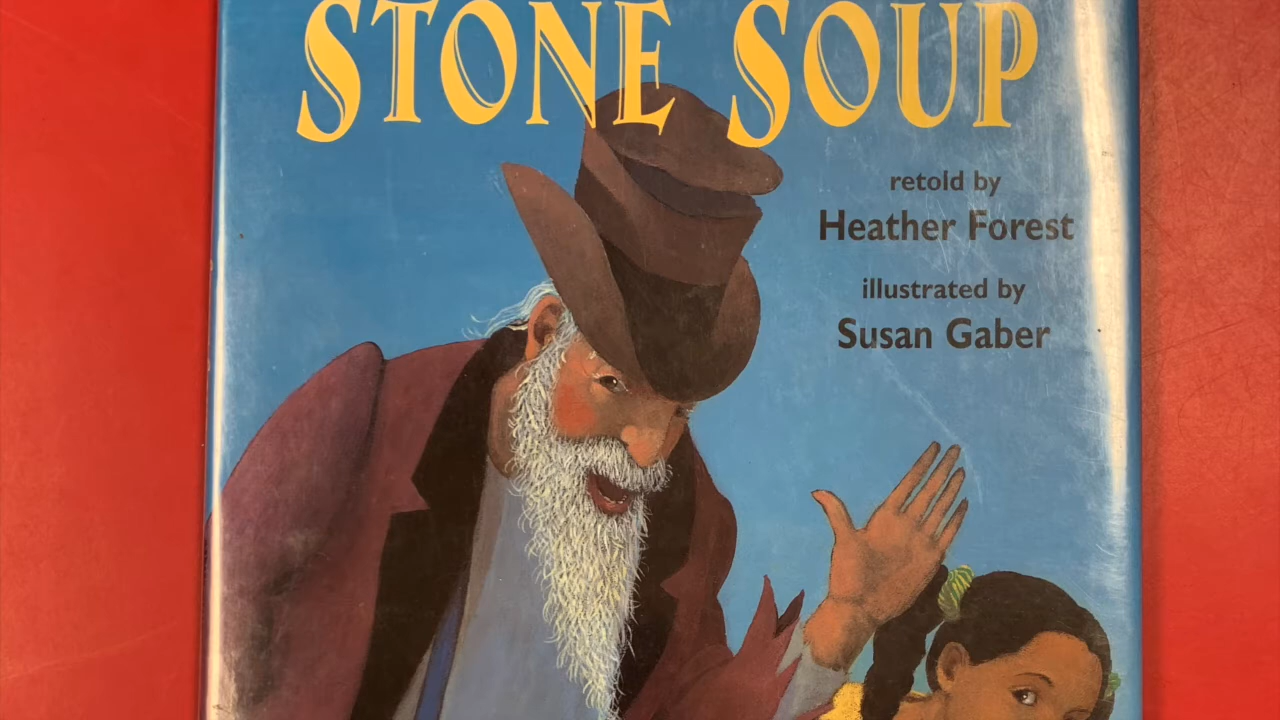 STONE SOUP
retold by
Heather Forest
illustrated by
Susan Gaber